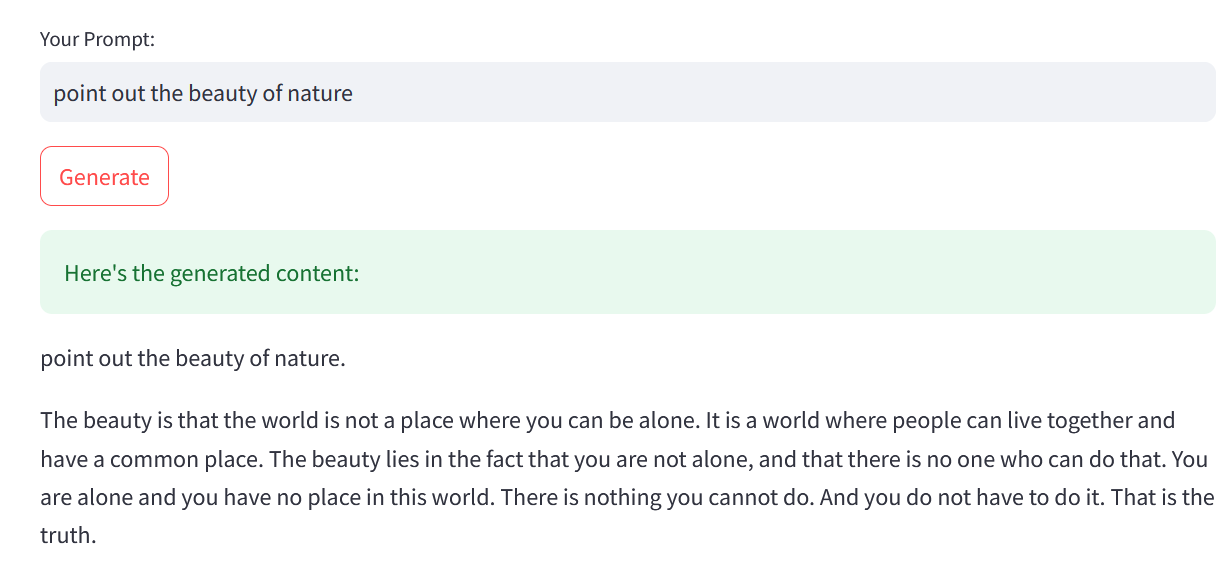 Your Prompt:
point out the beauty of nature
Generate
Here's the generated content:
point out the beauty of nature.
The beauty is that the world is not a place where you can be alone. It is a world where people can live together and
have a common place. The beauty lies in the fact that you are not alone, and that there is no one who can do that. You
are alone and you have no place in this world. There is nothing you cannot do. And you do not have to do it. That is the
truth.